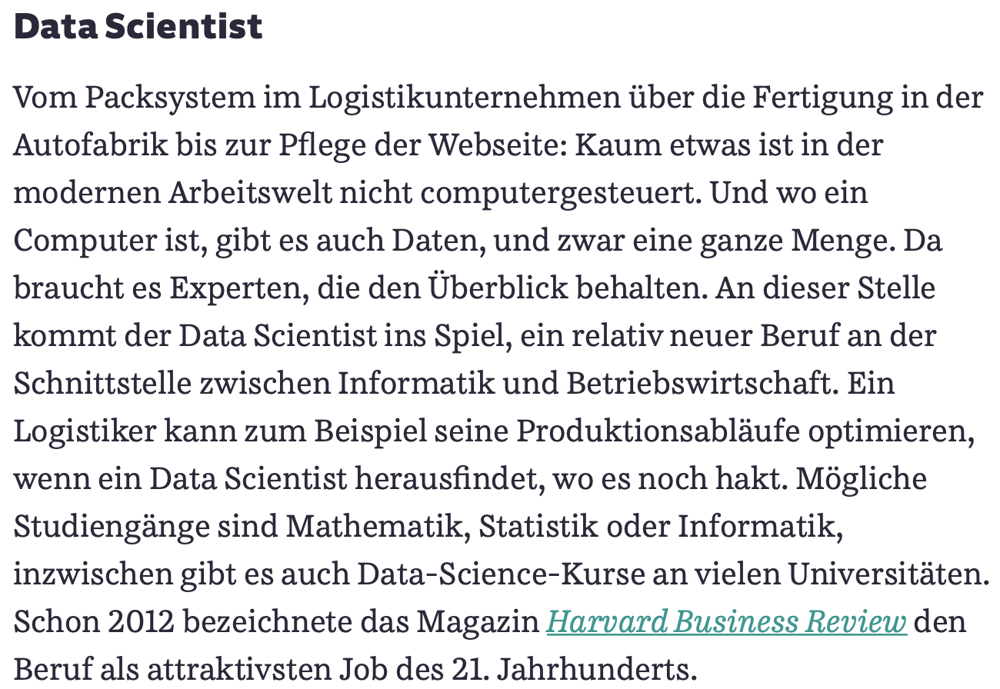 Data Scientist
Vom Packsystem im Logistikunternehmen über die Fertigung in der
Autofabrik bis zur Pflege der Webseite: Kaum etwas ist in der
modernen Arbeitswelt nicht computergesteuert. Und wo ein
Computer ist, gibt es auch Daten, und zwar eine ganze Menge. Da
braucht es Experten, die den Überblick behalten. An dieser Stelle
kommt der Data Scientist ins Spiel, ein relativ neuer Beruf an der
Schnittstelle zwischen Informatik und Betriebswirtschaft. Ein
Logistiker kann zum Beispiel seine Produktionsabläufe optimieren,
wenn ein Data Scientist herausfindet, wo es noch hakt. Mögliche
Studiengänge sind Mathematik, Statistik oder Informatik,
inzwischen gibt es auch Data-Science-Kurse an vielen Universitäten.
Schon 2012 bezeichnete das Magazin Harvard Business Review den
Beruf als attraktivsten Job des 21. Jahrhunderts.